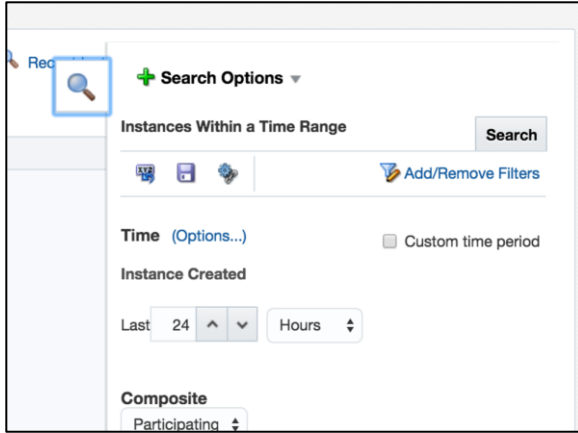 Search Options
Instances Within a Time Range
Search
Add/Remove Filters
Time (Options...)
Custom time period
Instance Created
Last 24 Hours
Composite
Participating